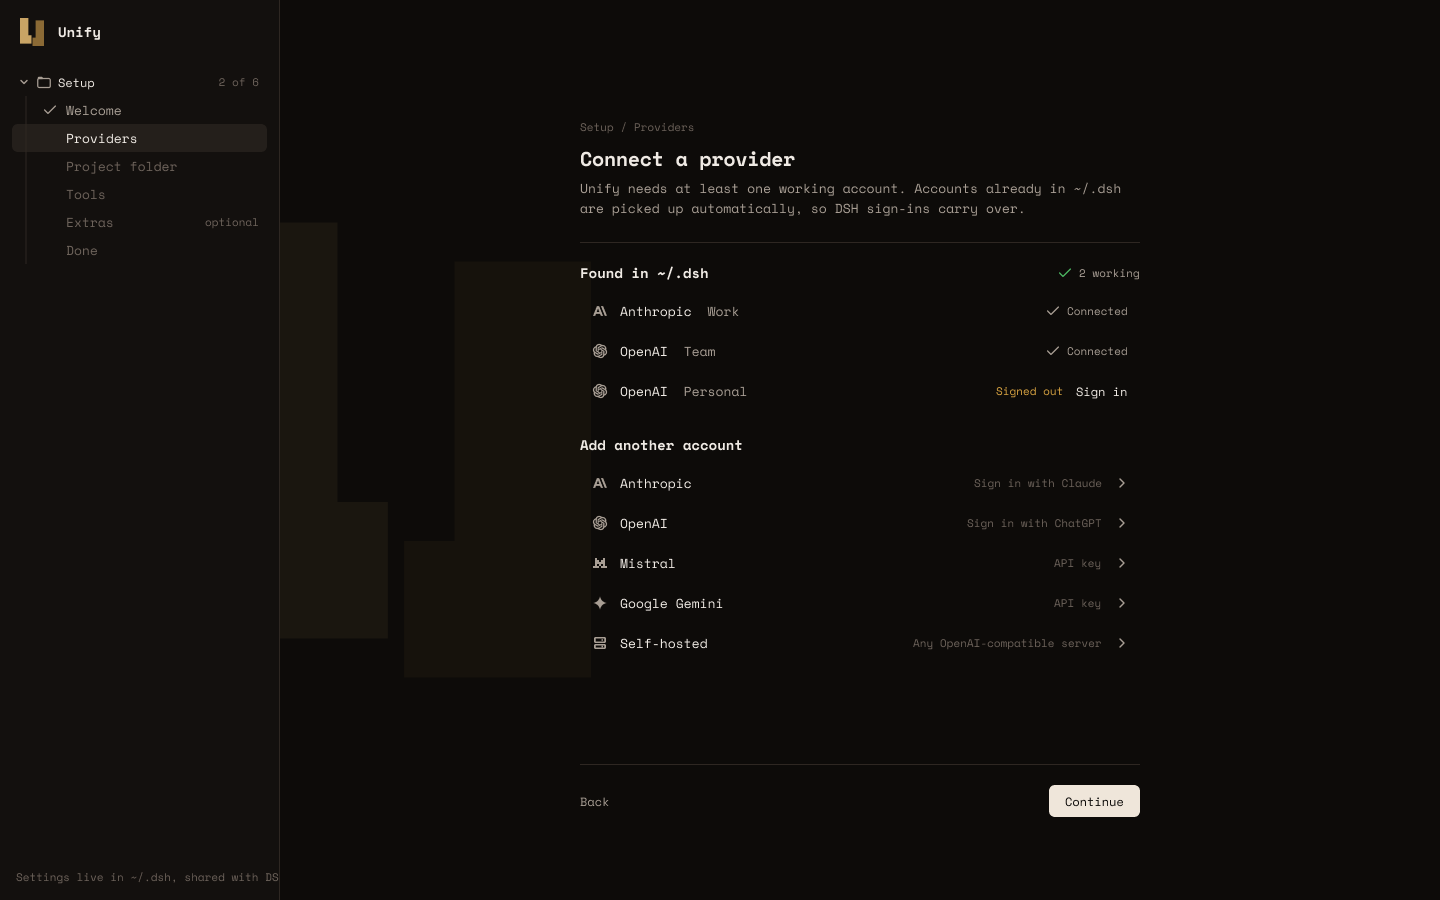 Unify
Setup 2 of 6
Welcome
Providers
Project folder
Tools
Extras optional
Done
Settings live in ~/.dsh, shared with DS
Setup / Providers
Connect a provider
Unify needs at least one working account. Accounts already in ~/.dsh
are picked up automatically, so DSH sign-ins carry over.
Found in ~/.dsh 2 working
Anthropic Work Connected
OpenAI Team Connected
OpenAI Personal Signed out Sign in
Add another account
Anthropic Sign in with Claude
OpenAI Sign in with ChatGPT
Mistral API key
Google Gemini API key
Self-hosted Any OpenAI-compatible server
Back Continue